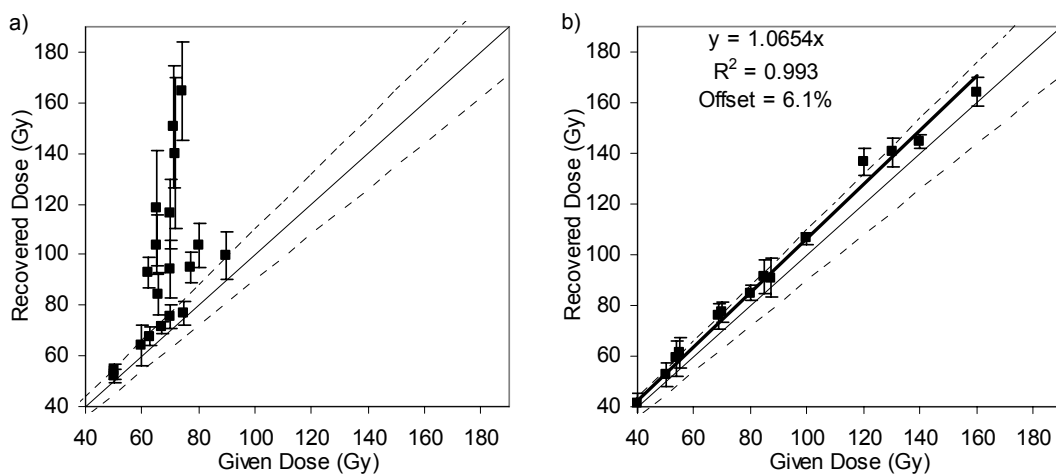 a)
180
160
140
120
100
80
60
40
Recovered Dose (Gy)
40 60 80 100 120 140 160 180
Given Dose (Gy)
b)
y = 1.0654x
R² = 0.993
Offset = 6.1%
180
160
140
120
100
80
60
40
Recovered Dose (Gy)
40 60 80 100 120 140 160 180
Given Dose (Gy)